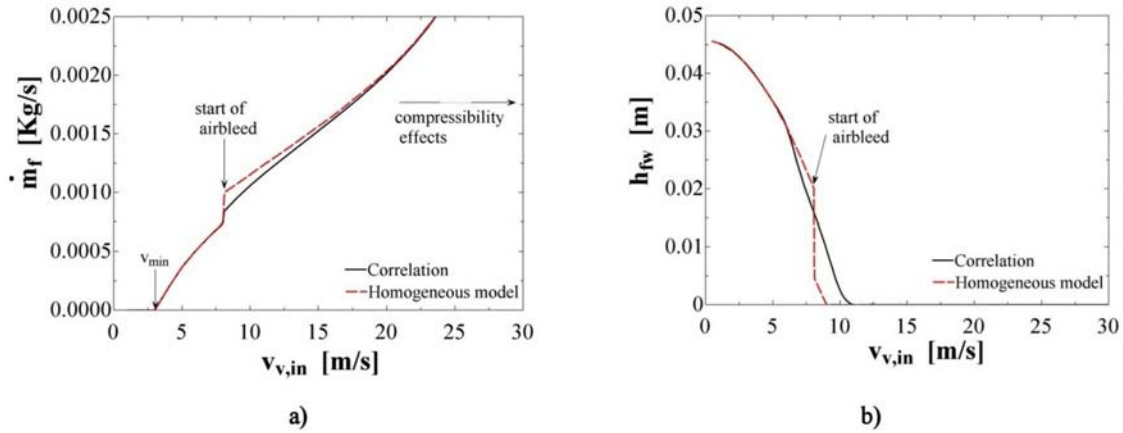 0.0025
0.0020
0.0015
0.0010
0.0005
0.0000
ṁf [Kg/s]
start of
airbleed
compressibility
effects
vmin
Correlation
Homogeneous model
0 5 10 15 20 25 30
vv,in [m/s]
a)
0.05
0.04
0.03
0.02
0.01
0
hfw [m]
start of
airbleed
Correlation
Homogeneous model
0 5 10 15 20 25 30
vv,in [m/s]
b)